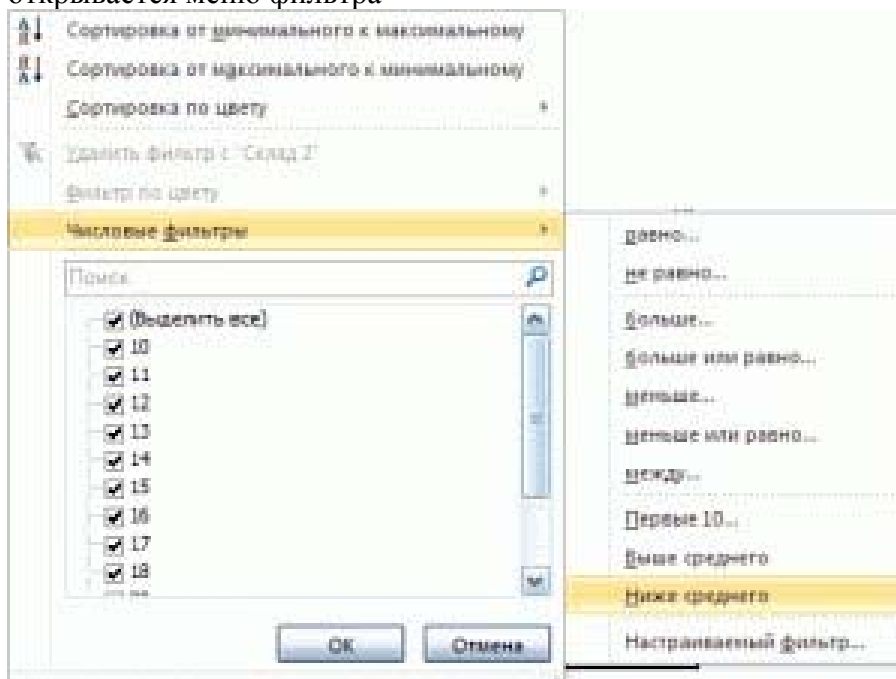 открывается меню фильтра
Сортировка от минимального к максимальному
Сортировка от максимального к минимальному
Сортировка по цвету
Удалить фильтр с "Склад 2"
Фильтр по цвету
Числовые фильтры
Поиск
(Выделить все)
10
11
12
13
14
15
16
17
18
равно...
не равно...
больше...
больше или равно...
меньше...
меньше или равно...
между...
Первые 10...
Выше среднего
Ниже среднего
Настраиваемый фильтр...
ОК
Отмена